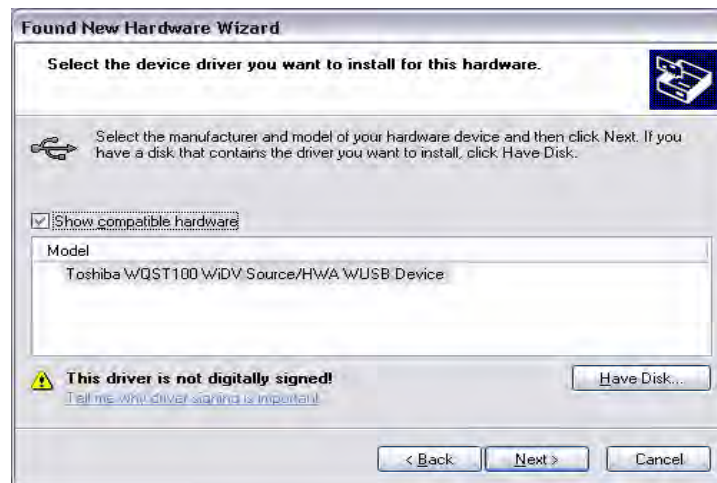 Found New Hardware Wizard
Select the device driver you want to install for this hardware.
Select the manufacturer and model of your hardware device and then click Next. If you
have a disk that contains the driver you want to install, click Have Disk.
Show compatible hardware
Model
Toshiba WQST100 WiDV Source/HWA WUSB Device
This driver is not digitally signed!
Have Disk...
Tell me why driver signing is important
< Back
Next >
Cancel